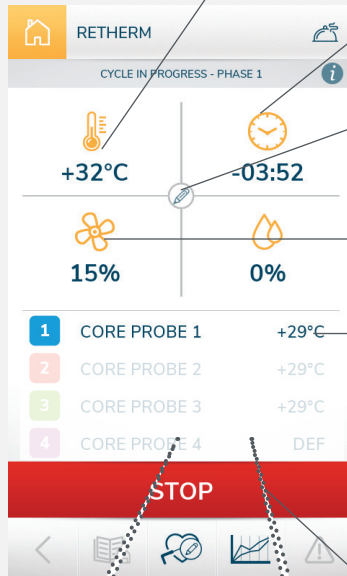 RETHERM
CYCLE IN PROGRESS - PHASE 1
i
+32°C
-03:52
15%
0%
1 CORE PROBE 1 +29°C
2 CORE PROBE 2 +29°C
3 CORE PROBE 3 +29°C
4 CORE PROBE 4 DEF
STOP